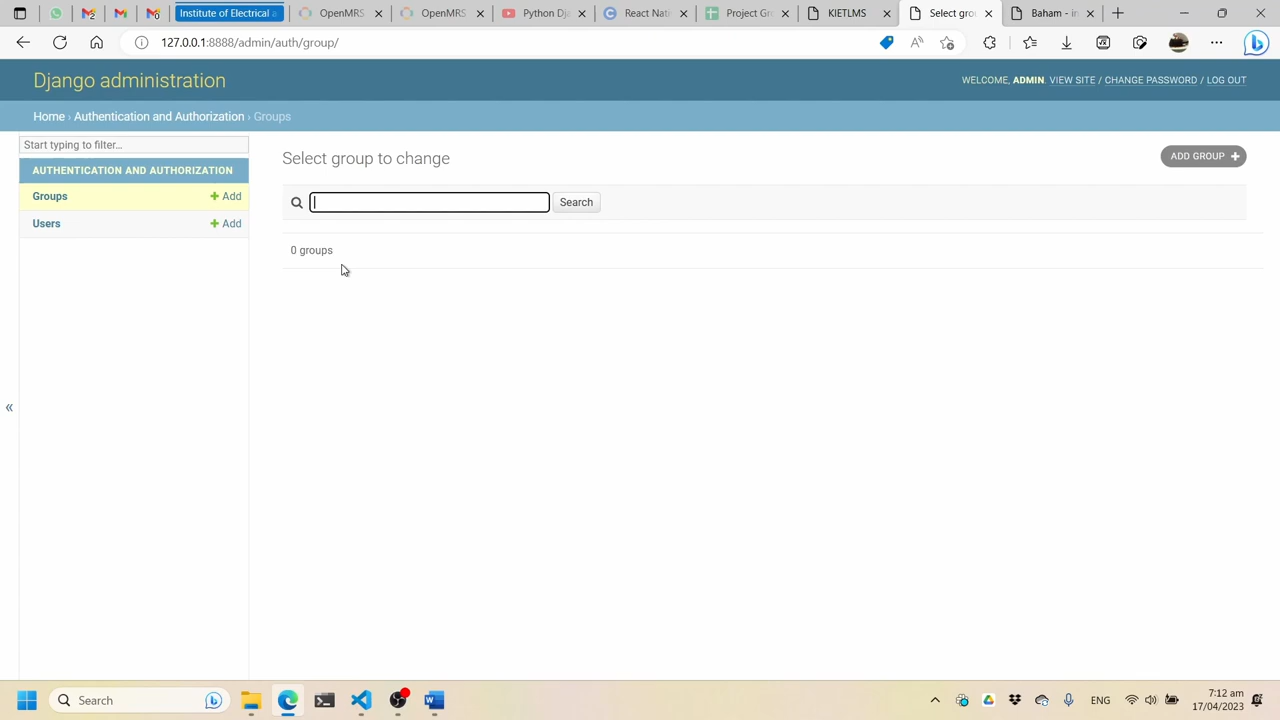 Institute of Electrical a
OpenMRS
OpenMRS
Python Dj
React Nati
Project Gr
KIETLMS
Select gro
Baham - in
127.0.0.1:8888/admin/auth/group/
Django administration
WELCOME, ADMIN. VIEW SITE / CHANGE PASSWORD / LOG OUT
Home › Authentication and Authorization › Groups
Start typing to filter...
AUTHENTICATION AND AUTHORIZATION
Groups
Add
Users
Add
Select group to change
ADD GROUP
Search
0 groups
«
Search
ENG
7:12 am
17/04/2023